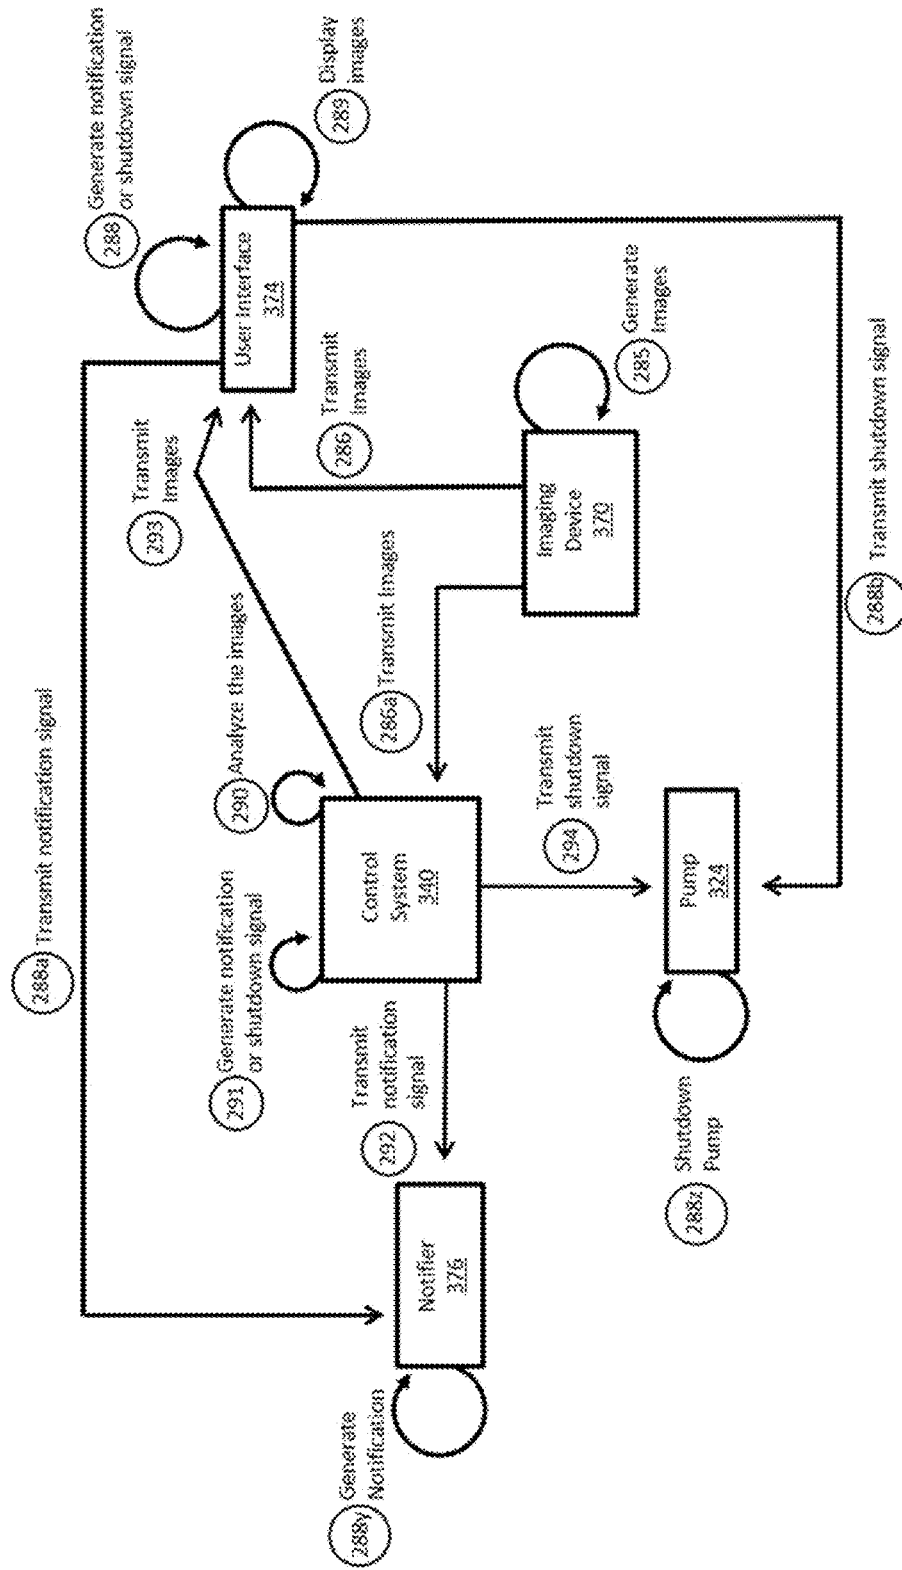 288a Transmit notification signal
288 Generate notification
or shutdown signal
289 Display
images
User Interface
374
293 Transmit
images
286 Transmit
Images
290 Analyze the images
291 Generate notification
or shutdown signal
286a Transmit Images
Control
System
340
Imaging
Device
370
285 Generate
Images
292 Transmit
notification
signal
294 Transmit
shutdown
signal
288y Generate
Notification
Notifier
376
288z Shutdown
Pump
Pump
324
288b Transmit shutdown signal